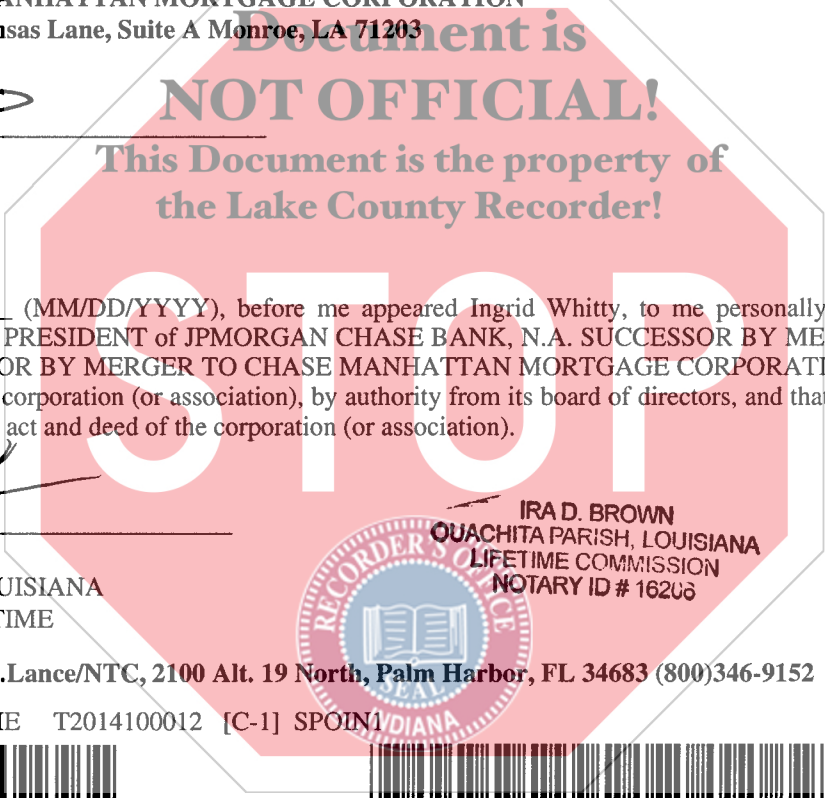 ANHATTAN MORTGAGE CORPORATION
nsas Lane, Suite A Monroe, LA 71203
Document is
NOT OFFICIAL!
This Document is the property of
the Lake County Recorder!
STOP
(MM/DD/YYYY), before me appeared Ingrid Whitty, to me personally
PRESIDENT of JPMORGAN CHASE BANK, N.A. SUCCESSOR BY ME
OR BY MERGER TO CHASE MANHATTAN MORTGAGE CORPORATI
corporation (or association), by authority from its board of directors, and that
act and deed of the corporation (or association).
IRA D. BROWN
OUACHITA PARISH, LOUISIANA
LIFETIME COMMISSION
NOTARY ID # 16206
RECORDER'S OFFICE
SEAL
INDIANA
UISIANA
TIME
.Lance/NTC, 2100 Alt. 19 North, Palm Harbor, FL 34683 (800)346-9152
IE T2014100012 [C-1] SPOIN1